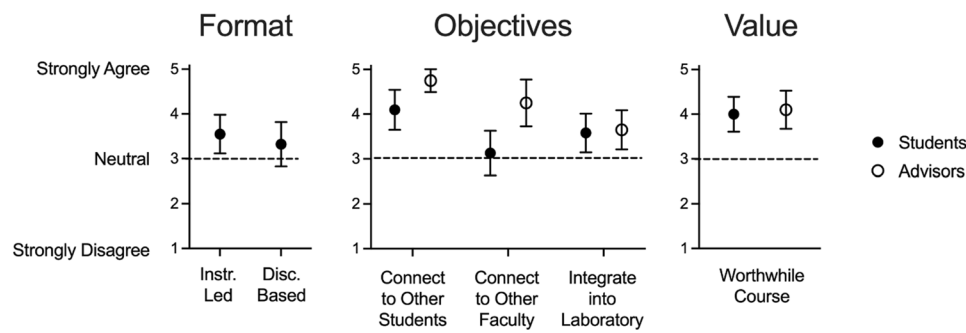 Format
Objectives
Value
Strongly Agree
Neutral
Strongly Disagree
5
4
3
2
1
Instr.
Led
Disc.
Based
5
4
3
2
1
Connect
to Other
Students
Connect
to Other
Faculty
Integrate
into
Laboratory
5
4
3
2
1
Worthwhile
Course
Students
Advisors